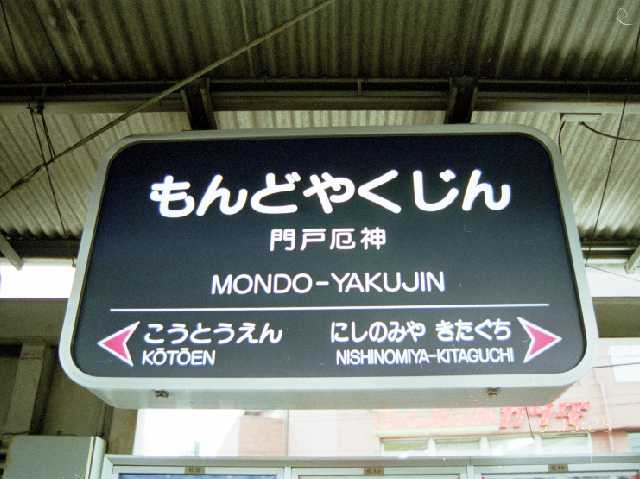 もんどやくじん
門戸厄神
MONDO-YAKUJIN
こうとうえん にしのみや きたぐち
KŌTŌEN NISHINOMIYA-KITAGUCHI